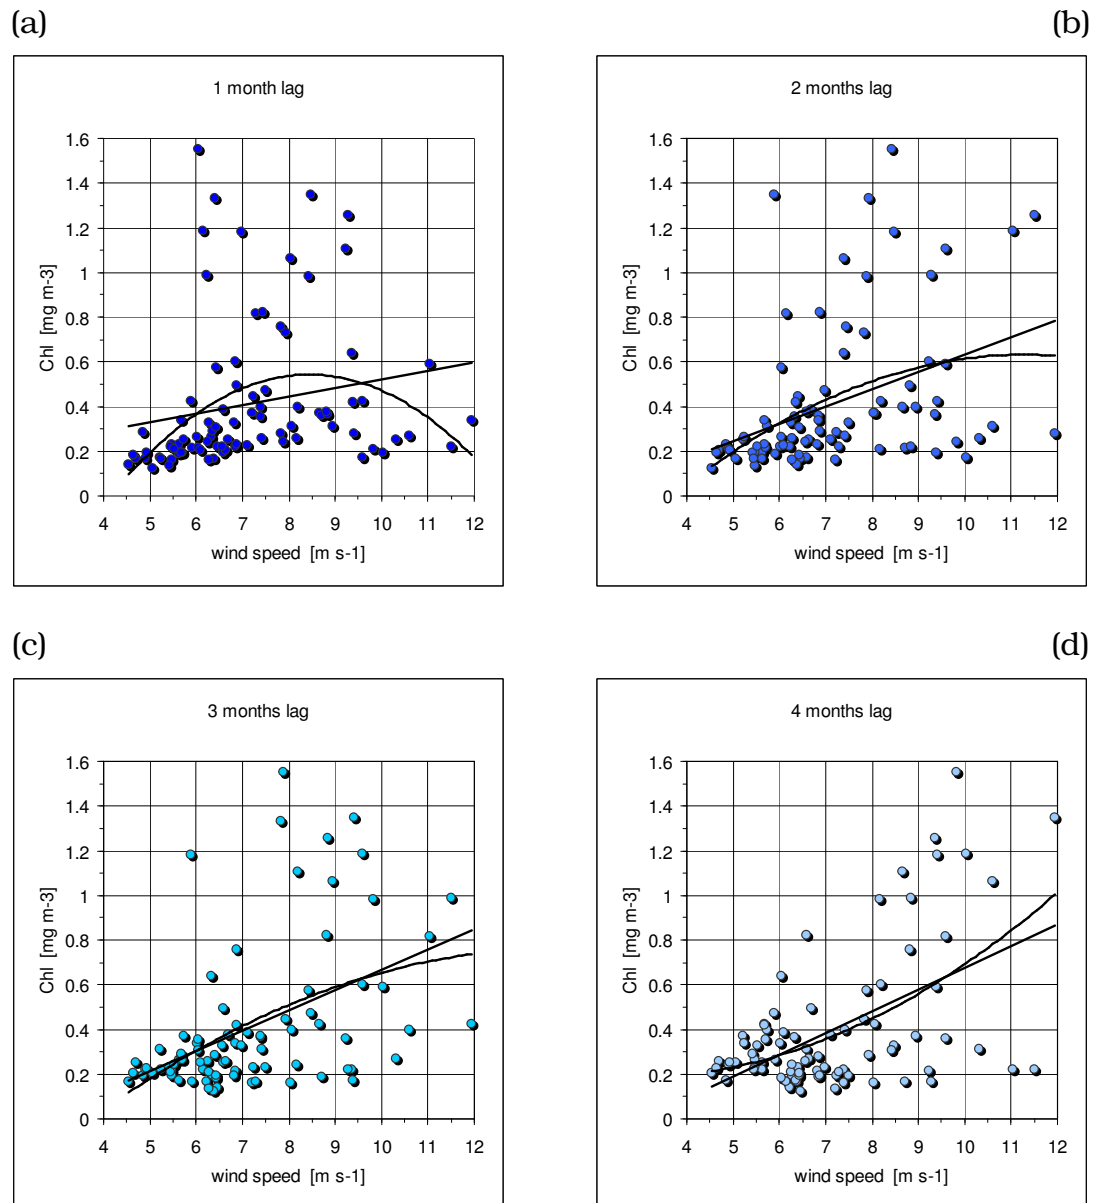 (a)
1 month lag
1.6
1.4
1.2
1
0.8
0.6
0.4
0.2
0
Chl [mg m-3]
4 5 6 7 8 9 10 11 12
wind speed [m s-1]
(b)
2 months lag
1.6
1.4
1.2
1
0.8
0.6
0.4
0.2
0
Chl [mg m-3]
4 5 6 7 8 9 10 11 12
wind speed [m s-1]
(c)
3 months lag
1.6
1.4
1.2
1
0.8
0.6
0.4
0.2
0
Chl [mg m-3]
4 5 6 7 8 9 10 11 12
wind speed [m s-1]
(d)
4 months lag
1.6
1.4
1.2
1
0.8
0.6
0.4
0.2
0
Chl [mg m-3]
4 5 6 7 8 9 10 11 12
wind speed [m s-1]